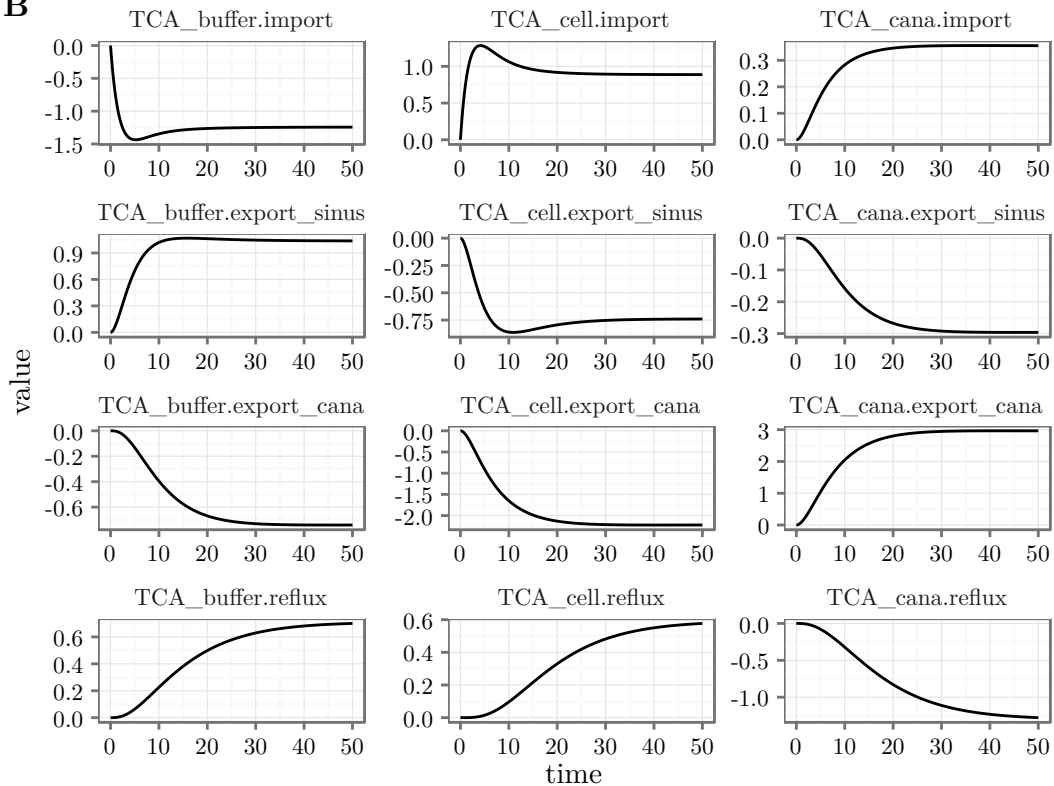 B
TCA_buffer.import TCA_cell.import TCA_cana.import
0.0 -0.5 -1.0 -1.5
1.0 0.5 0.0
0.3 0.2 0.1 0.0
0 10 20 30 40 50 0 10 20 30 40 50 0 10 20 30 40 50
TCA_buffer.export_sinus TCA_cell.export_sinus TCA_cana.export_sinus
0.9 0.6 0.3 0.0
0.00 -0.25 -0.50 -0.75
0.0 -0.1 -0.2 -0.3
0 10 20 30 40 50 0 10 20 30 40 50 0 10 20 30 40 50
value
TCA_buffer.export_cana TCA_cell.export_cana TCA_cana.export_cana
0.0 -0.2 -0.4 -0.6
0.0 -0.5 -1.0 -1.5 -2.0
3 2 1 0
0 10 20 30 40 50 0 10 20 30 40 50 0 10 20 30 40 50
TCA_buffer.reflux TCA_cell.reflux TCA_cana.reflux
0.6 0.4 0.2 0.0
0.6 0.4 0.2 0.0
0.0 -0.5 -1.0
0 10 20 30 40 50 0 10 20 30 40 50 0 10 20 30 40 50
time